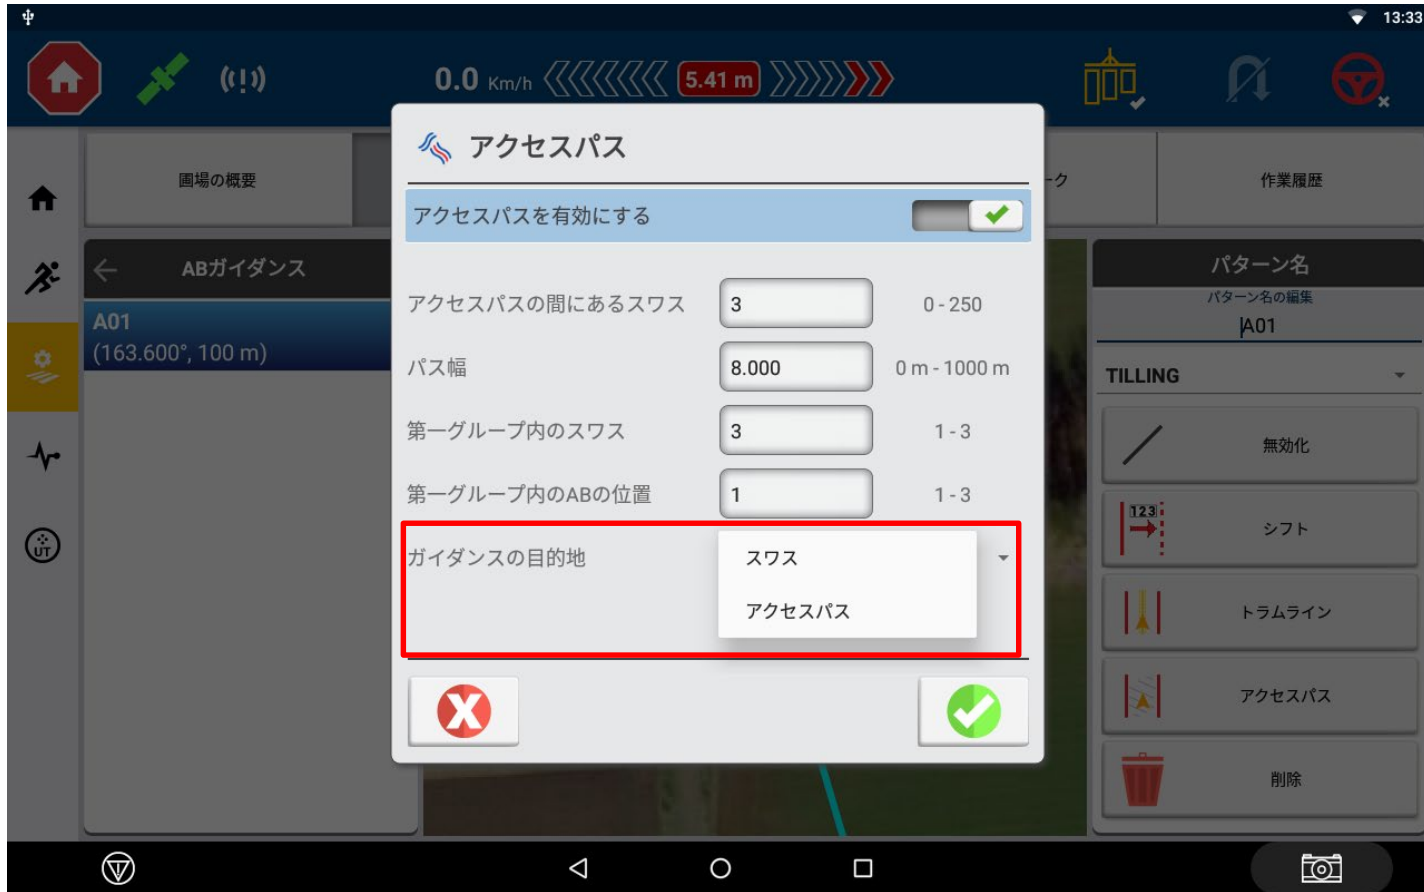 13:33
0.0 Km/h
5.41 m
アクセスパス
圃場の概要
ーク
作業履歴
アクセスパスを有効にする
ABガイダンス
A01
(163.600°, 100 m)
アクセスパスの間にあるスワス 3 0 - 250
パス幅 8.000 0 m - 1000 m
第一グループ内のスワス 3 1 - 3
第一グループ内のABの位置 1 1 - 3
ガイダンスの目的地
スワス
アクセスパス
パターン名
パターン名の編集
A01
TILLING
無効化
123
シフト
トラムライン
アクセスパス
削除
UT